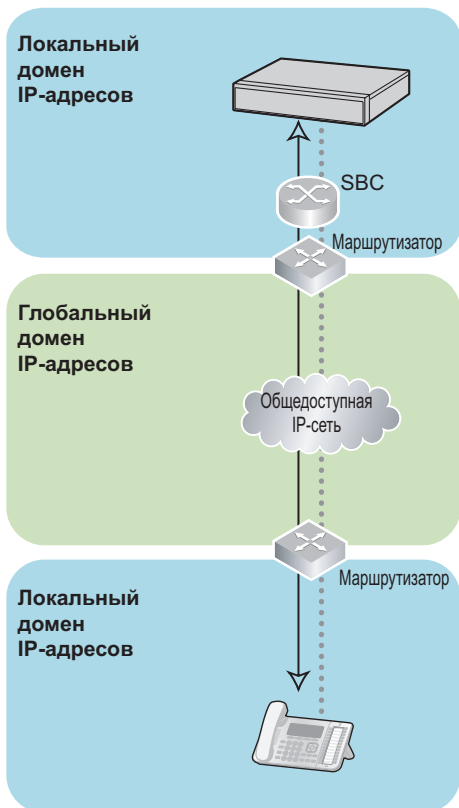 Локальный
домен
IP-адресов
SBC
Маршрутизатор
Глобальный
домен
IP-адресов
Общедоступная
IP-сеть
Маршрутизатор
Локальный
домен
IP-адресов